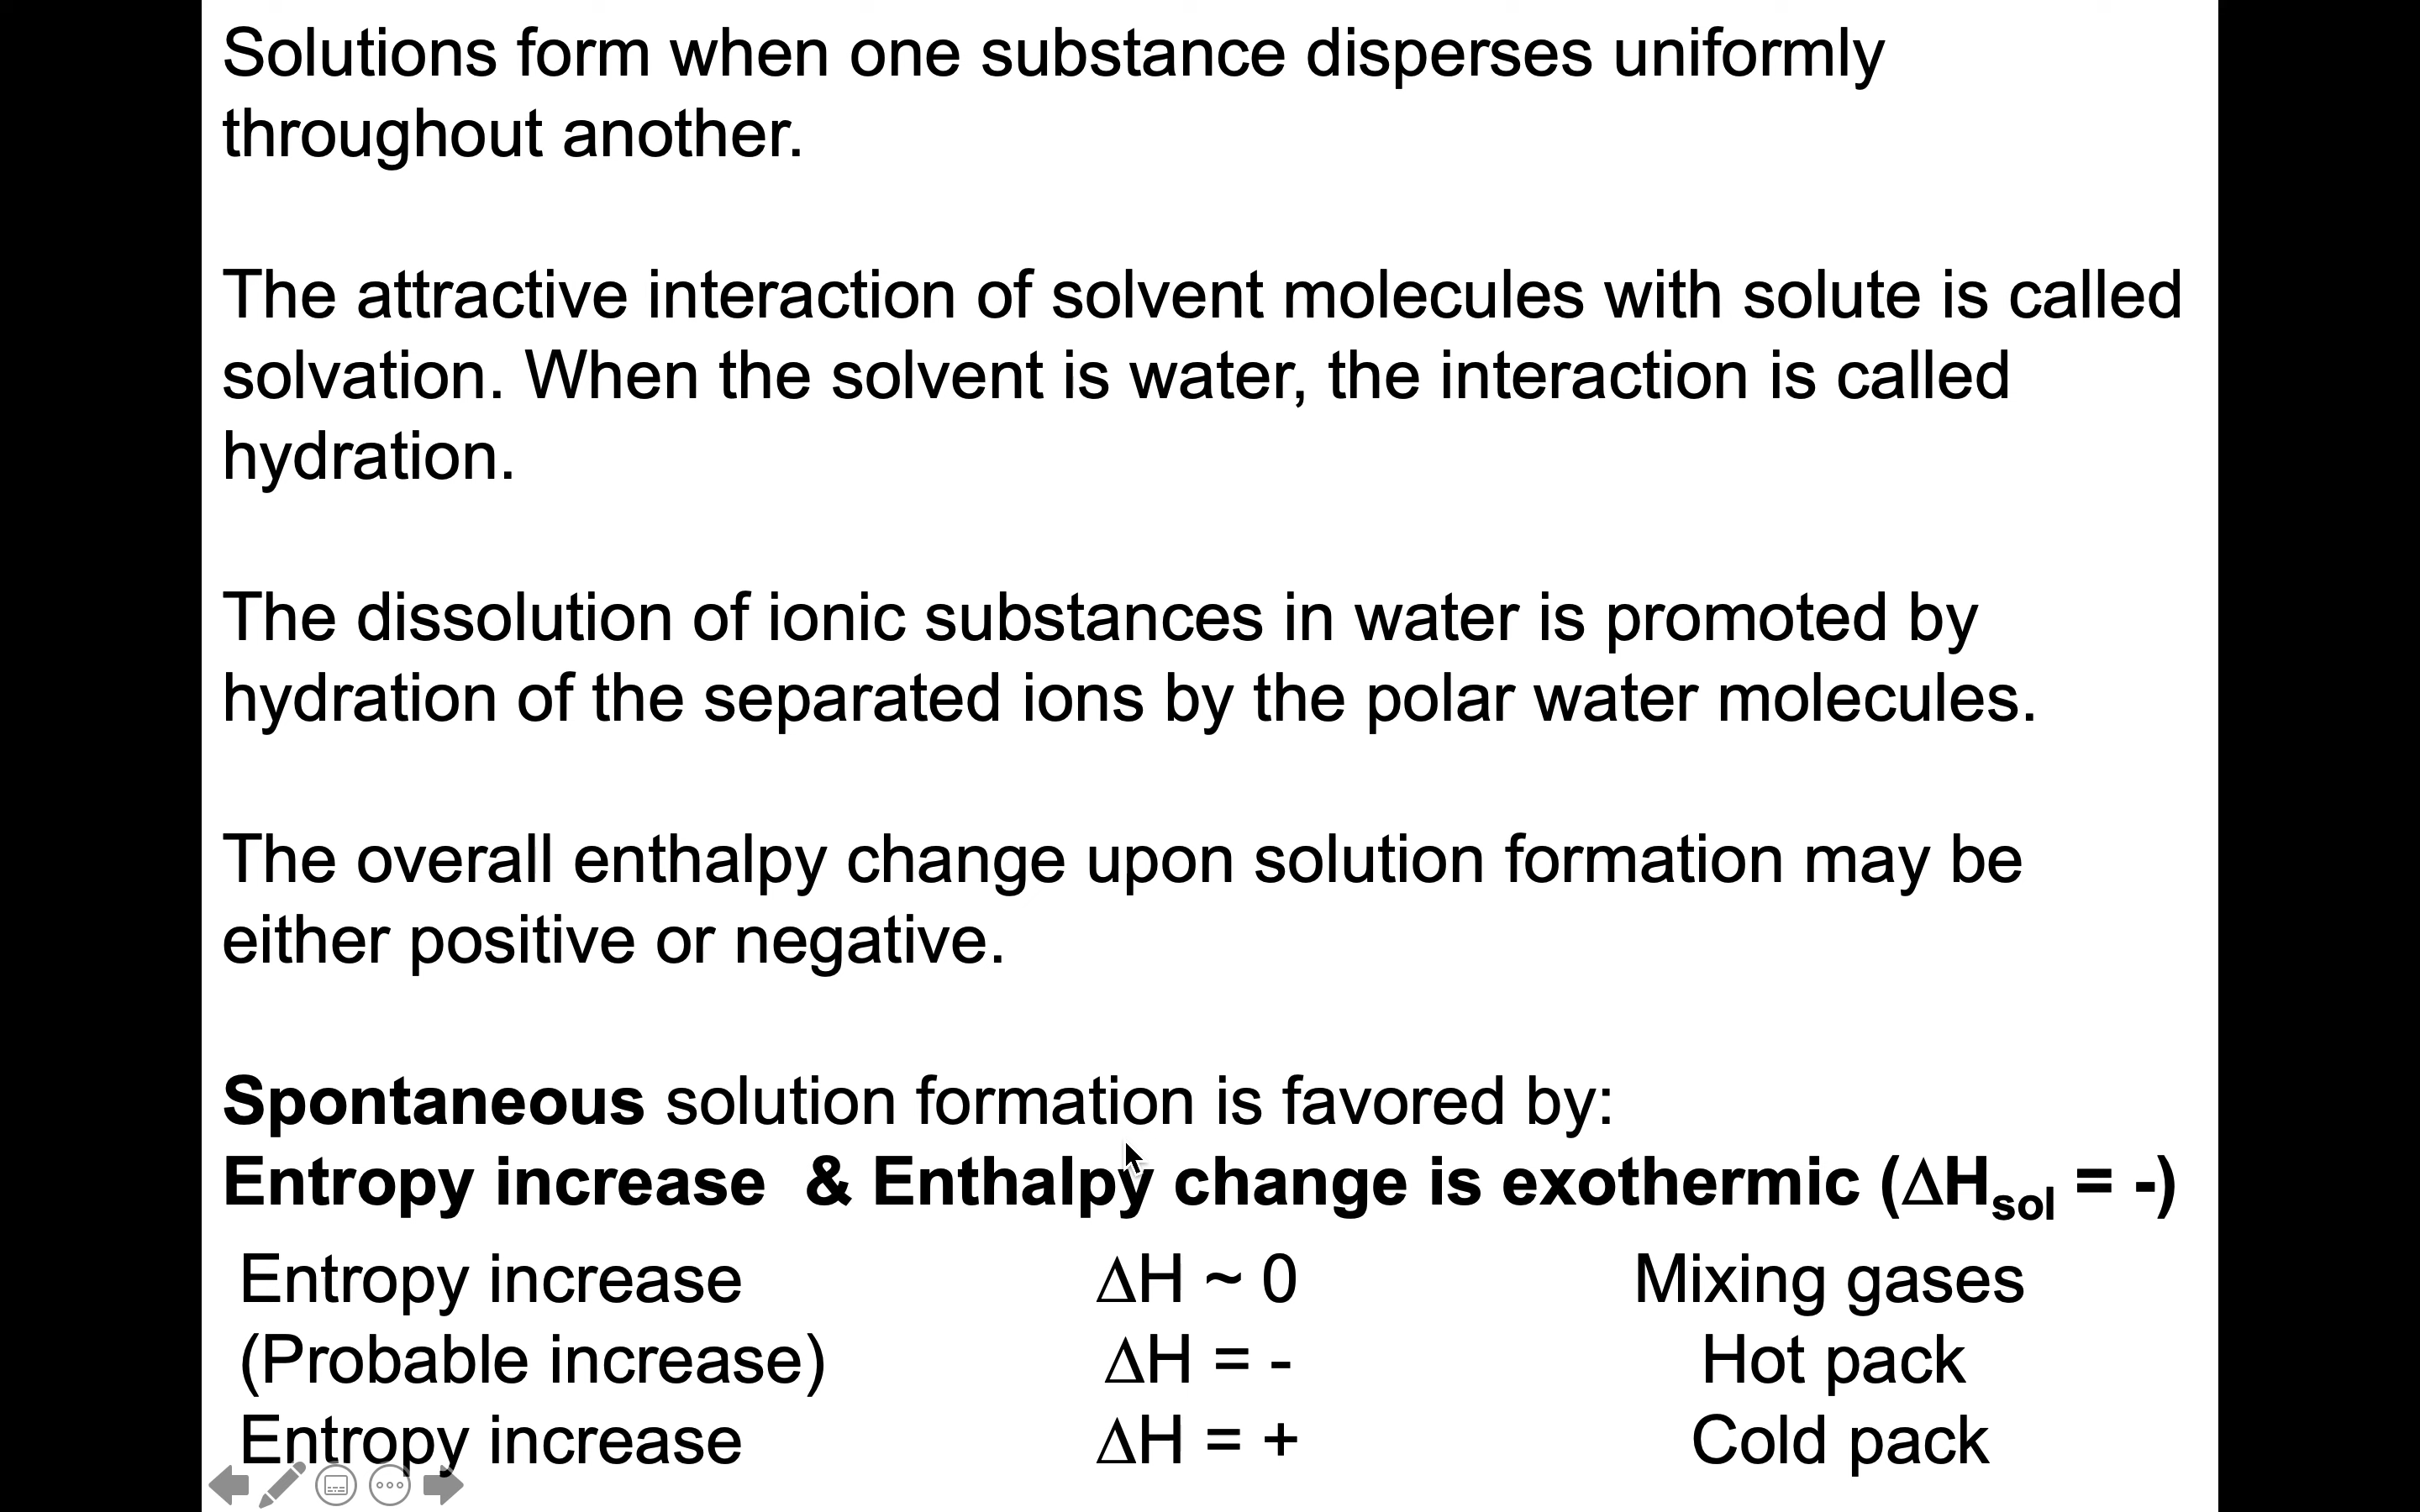 Solutions form when one substance disperses uniformly
throughout another.
The attractive interaction of solvent molecules with solute is called
solvation. When the solvent is water, the interaction is called
hydration.
The dissolution of ionic substances in water is promoted by
hydration of the separated ions by the polar water molecules.
The overall enthalpy change upon solution formation may be
either positive or negative.
Spontaneous solution formation is favored by:
Entropy increase & Enthalpy change is exothermic (ΔHsol = -)
Entropy increase ΔH ~ 0 Mixing gases
(Probable increase) ΔH = - Hot pack
Entropy increase ΔH = + Cold pack